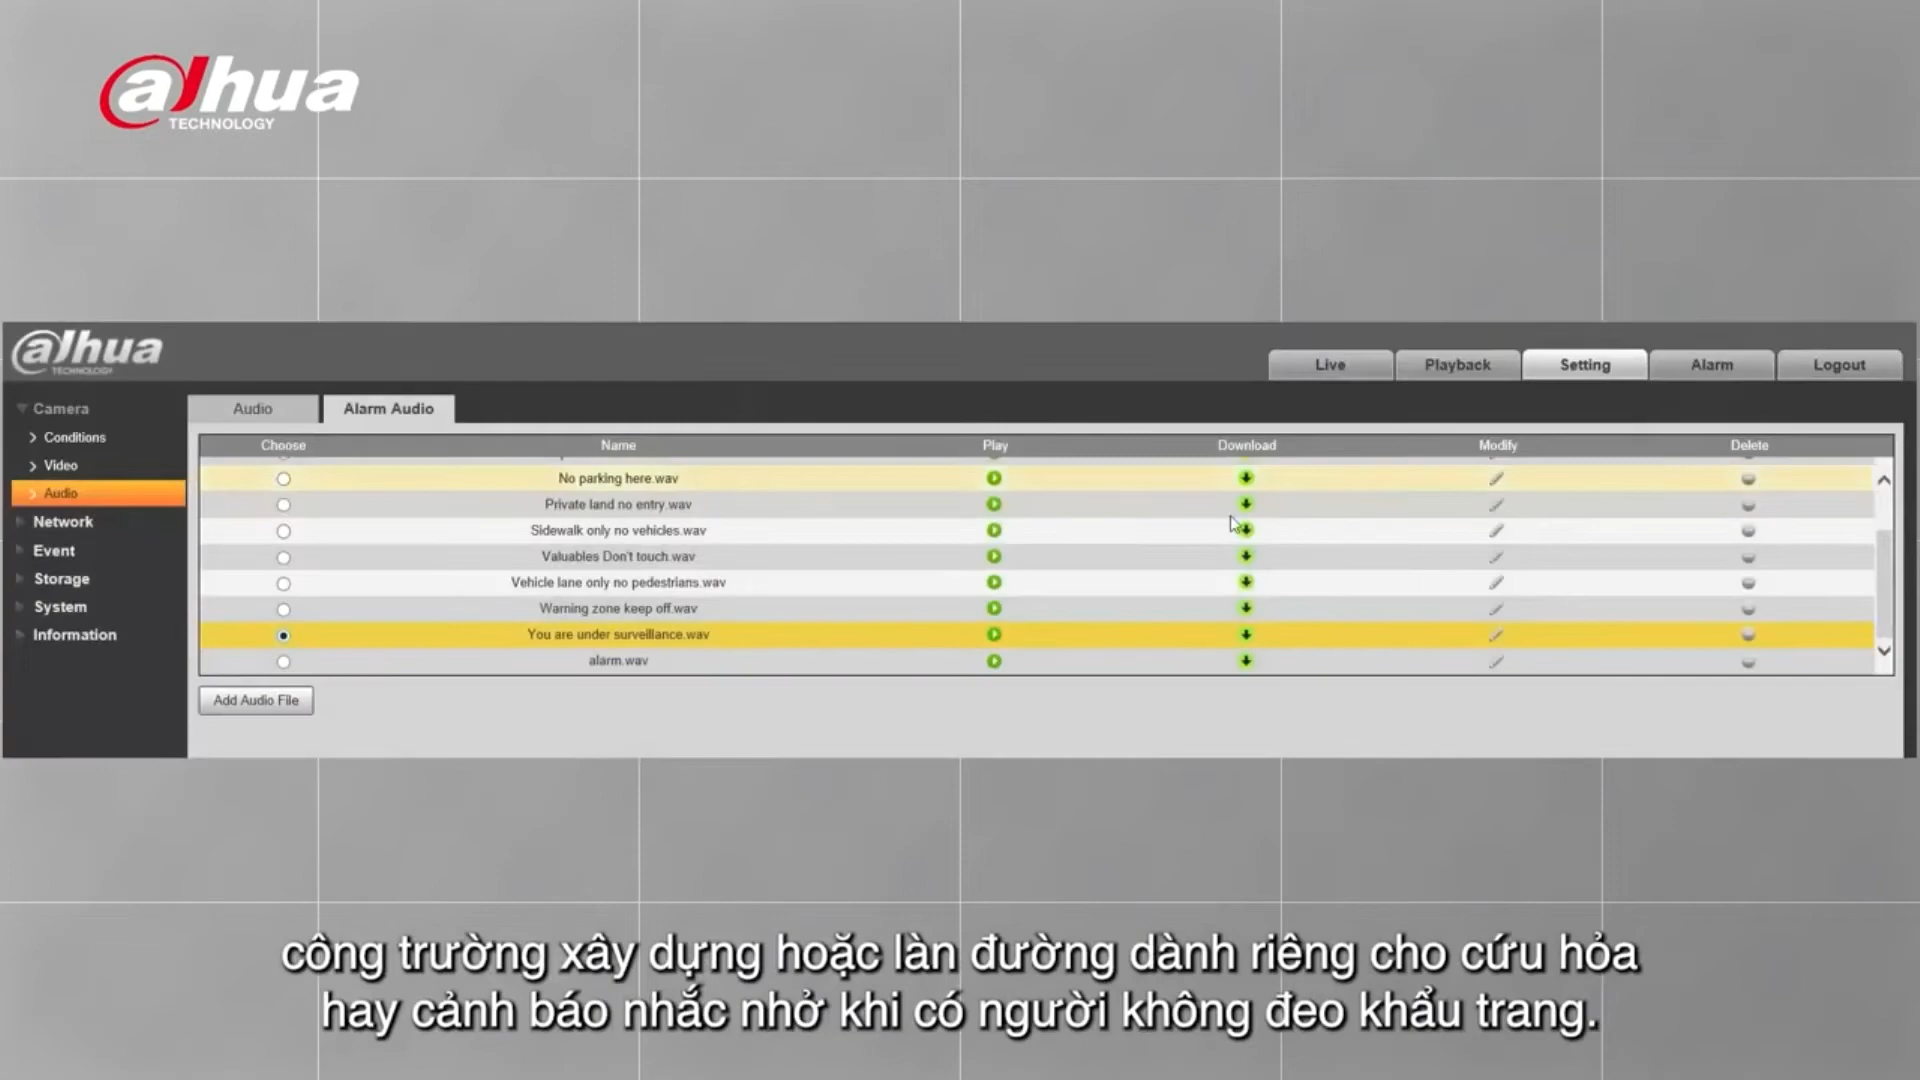 alhua
TECHNOLOGY
alhua
TECHNOLOGY
Live Playback Setting Alarm Logout
Camera
Conditions
Video
Audio
Network
Event
Storage
System
Information
Audio Alarm Audio
Choose Name Play Download Modify Delete
No parking here.wav
Private land no entry.wav
Sidewalk only no vehicles.wav
Valuables Don't touch.wav
Vehicle lane only no pedestrians.wav
Warning zone keep off.wav
You are under surveillance.wav
alarm.wav
Add Audio File
công trường xây dựng hoặc làn đường dành riêng cho cứu hỏa
hay cảnh báo nhắc nhở khi có người không đeo khẩu trang.